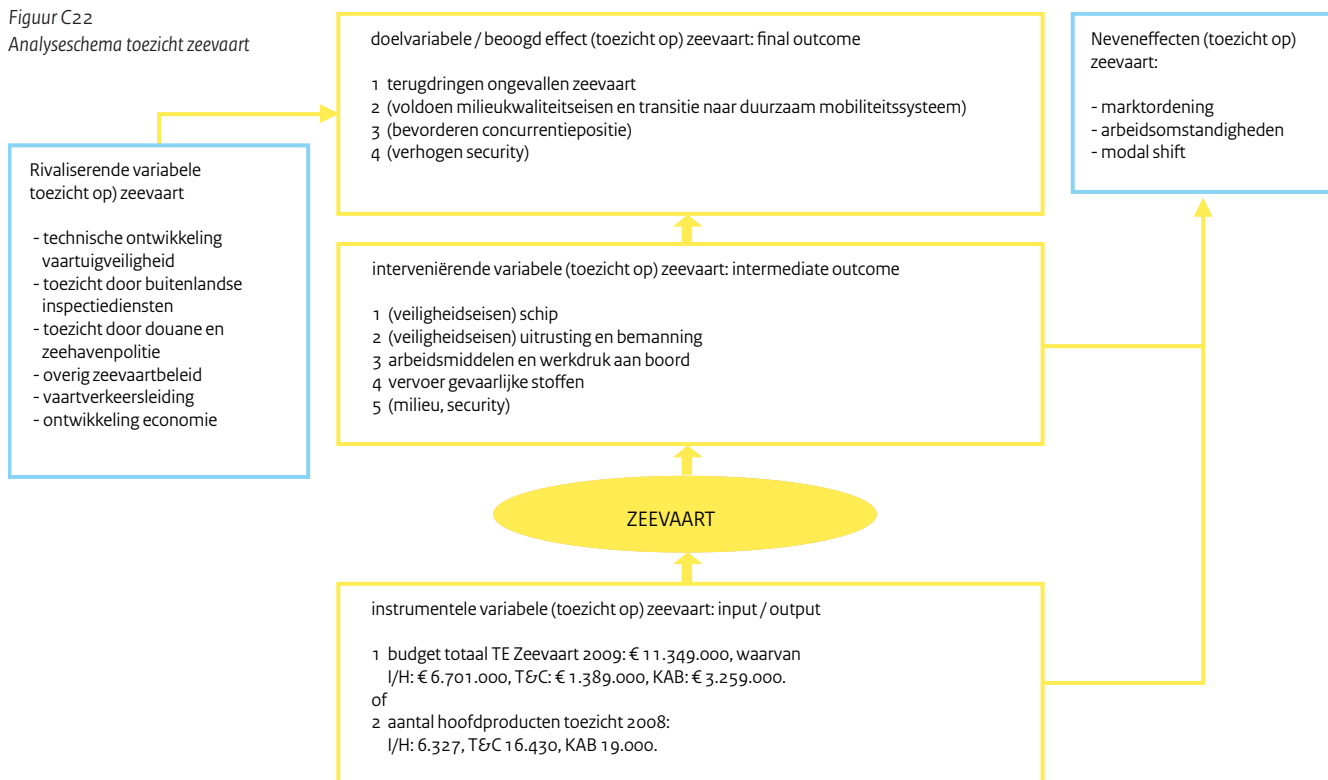 Figuur C22
Analyseschema toezicht zeevaart
doelvariabele / beoogd effect (toezicht op) zeevaart: final outcome
1 terugdringen ongevallen zeevaart
2 (voldoen milieukwaliteitseisen en transitie naar duurzaam mobiliteitssysteem)
3 (bevorderen concurrentiepositie)
4 (verhogen security)
Neveneffecten (toezicht op)
zeevaart:
- marktordening
- arbeidsomstandigheden
- modal shift
Rivaliserende variabele
toezicht op) zeevaart
- technische ontwikkeling
vaartuigveiligheid
- toezicht door buitenlandse
inspectiediensten
- toezicht door douane en
zeehavenpolitie
- overig zeevaartbeleid
- vaartverkeersleiding
- ontwikkeling economie
interveniërende variabele (toezicht op) zeevaart: intermediate outcome
1 (veiligheidseisen) schip
2 (veiligheidseisen) uitrusting en bemanning
3 arbeidsmiddelen en werkdruk aan boord
4 vervoer gevaarlijke stoffen
5 (milieu, security)
ZEEVAART
instrumentele variabele (toezicht op) zeevaart: input / output
1 budget totaal TE Zeevaart 2009: € 11.349.000, waarvan
I/H: € 6.701.000, T&C: € 1.389.000, KAB: € 3.259.000.
of
2 aantal hoofdproducten toezicht 2008:
I/H: 6.327, T&C 16.430, KAB 19.000.